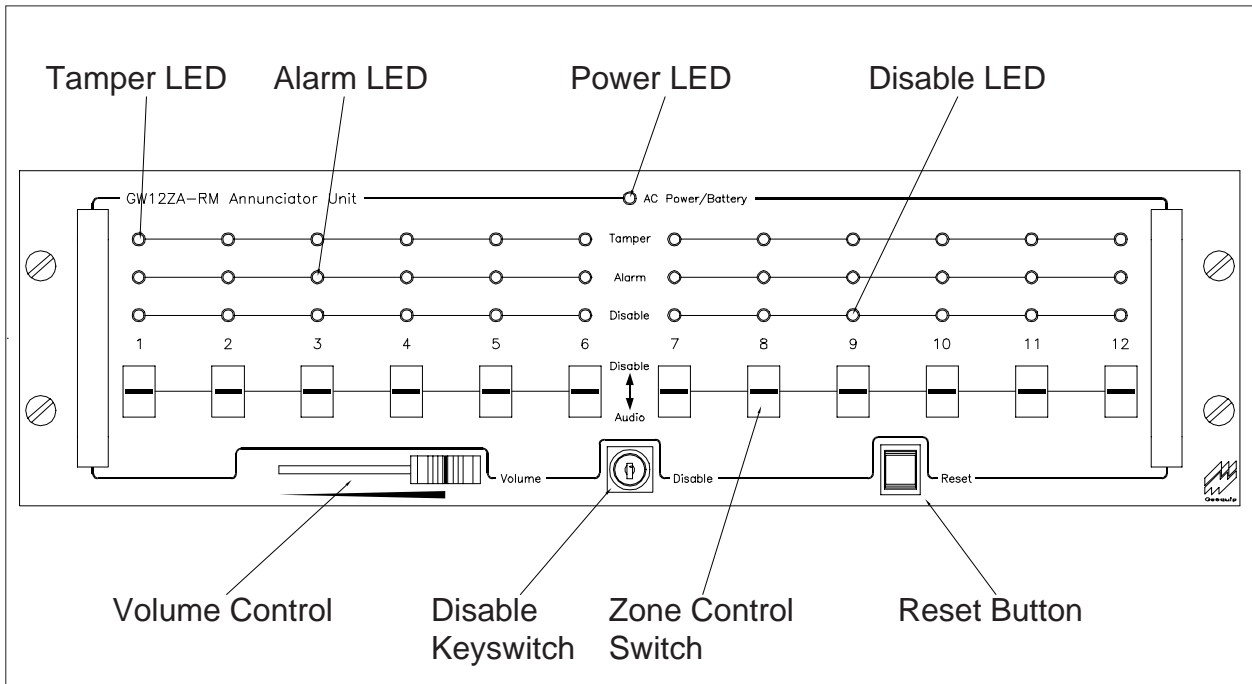 Tamper LED Alarm LED Power LED Disable LED
GW12ZA-RM Annunciator Unit AC Power/Battery
Tamper
Alarm
Disable
1 2 3 4 5 6 7 8 9 10 11 12
Disable
Audio
Volume Disable Reset
Geoquip
Volume Control Disable Keyswitch Zone Control Switch Reset Button